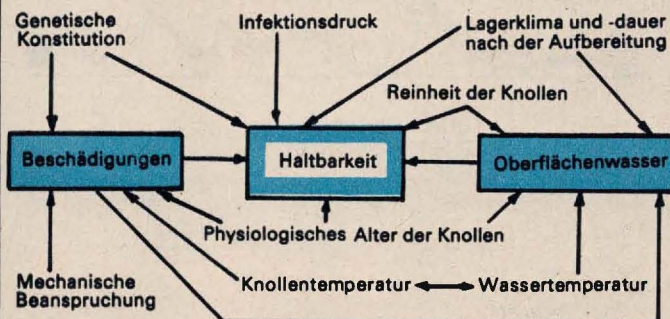 Genetische
Konstitution
Infektionsdruck
Lagerklima und -dauer
nach der Aufbereitung
Reinheit der Knollen
Beschädigungen
Haltbarkeit
Oberflächenwasser
Physiologisches Alter der Knollen
Mechanische
Beanspruchung
Knollentemperatur
Wassertemperatur